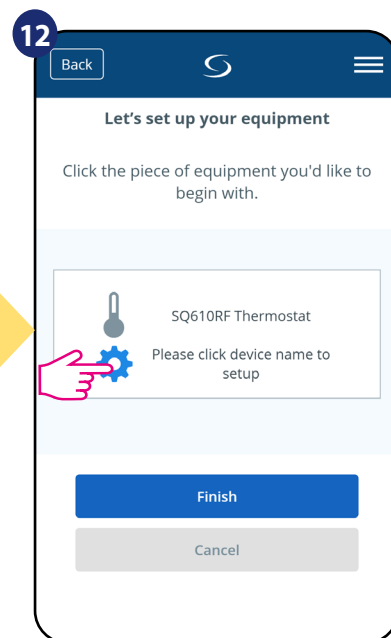 12
Back
Let’s set up your equipment
Click the piece of equipment you'd like to
begin with.
SQ610RF Thermostat
Please click device name to
setup
Finish
Cancel